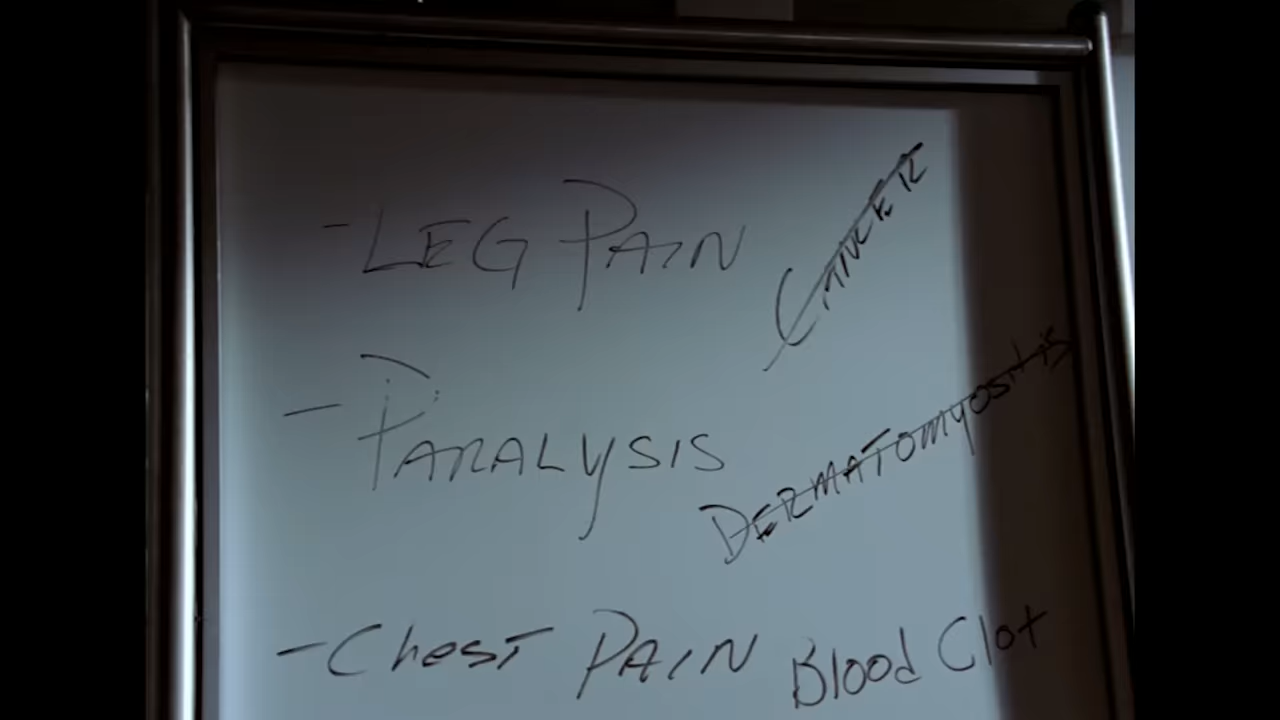 - LEG PAIN
CANCER
- PARALYSIS
DERMATOMYOSITIS
- Chest PAIN
Blood Clot